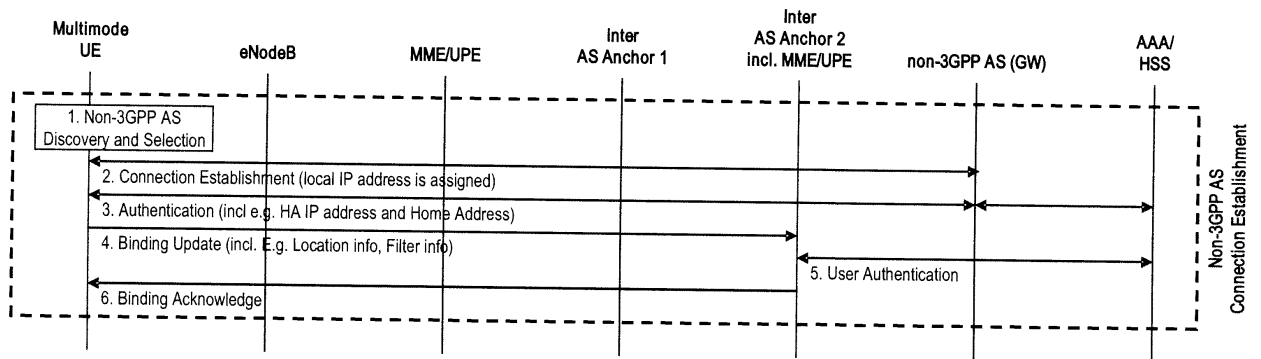 Multimode
UE
eNodeB
MME/UPE
Inter
AS Anchor 1
Inter
AS Anchor 2
incl. MME/UPE
non-3GPP AS (GW)
AAA/
HSS
1. Non-3GPP AS
Discovery and Selection
2. Connection Establishment (local IP address is assigned)
3. Authentication (incl e.g. HA IP address and Home Address)
4. Binding Update (incl. E.g. Location info, Filter info)
5. User Authentication
6. Binding Acknowledge
Non-3GPP AS
Connection Establishment